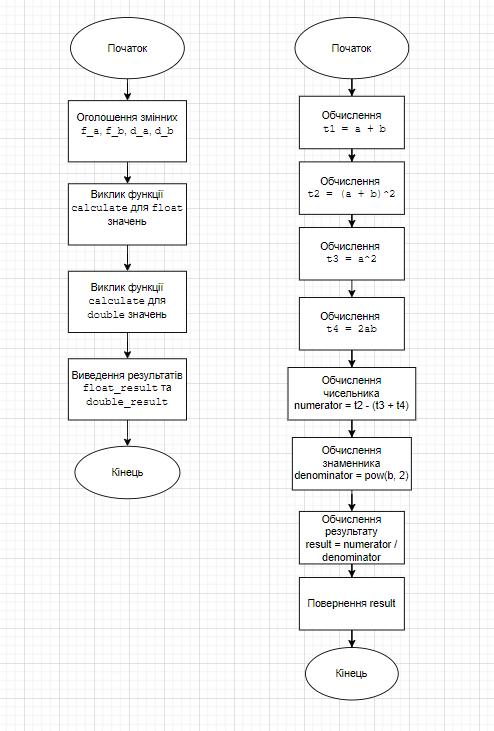 Початок
Оголошення змінних
f_a, f_b, d_a, d_b
Виклик функції
calculate для float
значень
Виклик функції
calculate для
double значень
Виведення результатів
float_result та
double_result
Кінець
Початок
Обчислення
t1 = a + b
Обчислення
t2 = (a + b)^2
Обчислення
t3 = a^2
Обчислення
t4 = 2ab
Обчислення
чисельника
numerator = t2 - (t3 + t4)
Обчислення
знаменника
denominator = pow(b, 2)
Обчислення
результату
result = numerator /
denominator
Повернення result
Кінець